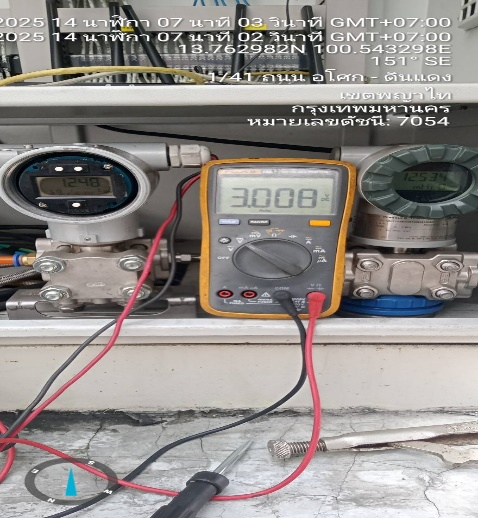 2025 14 นาฬิกา 07 นาที 03 วินาที GMT+07:00
2025 14 นาฬิกา 07 นาที 02 วินาที GMT+07:00
13.762982N 100.543298E
151° SE
1/41 ถนน อโศก - ดินแดง
เขตพญาไท
กรุงเทพมหานคร
หมายเลขดัชนี: 7054
3.008